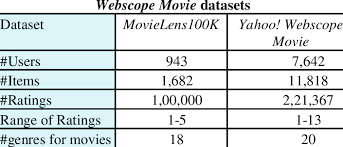 Webscope Movie datasets
Dataset MovieLens100K Yahoo! Webscope
Movie
#Users 943 7,642
#Items 1,682 11,818
#Ratings 1,00,000 2,21,367
Range of Ratings 1-5 1-13
#genres for movies 18 20